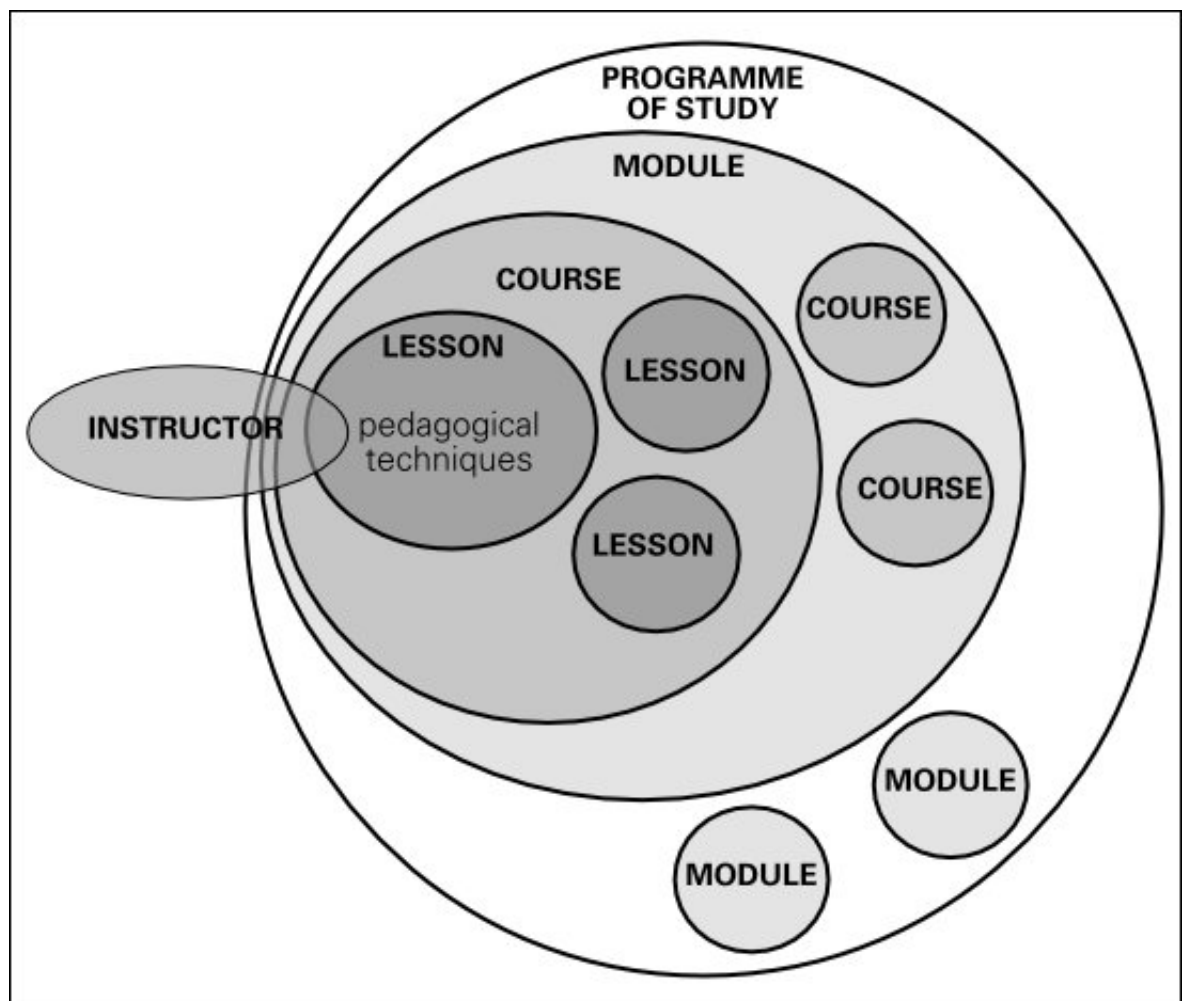 PROGRAMME
OF STUDY
MODULE
COURSE
COURSE
LESSON
LESSON
INSTRUCTOR
pedagogical
techniques
COURSE
LESSON
MODULE
MODULE